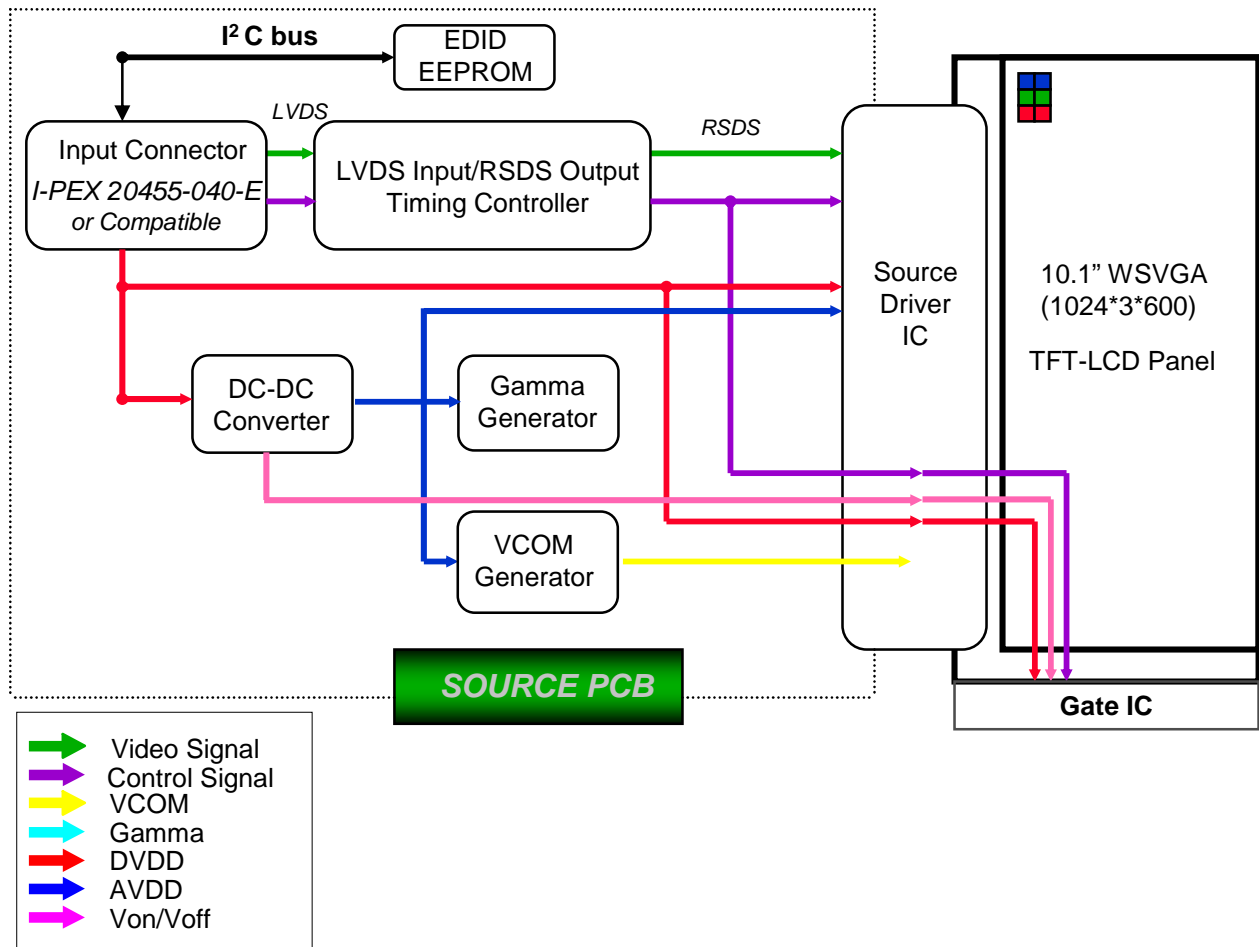 I² C bus
EDID
EEPROM
LVDS
RSDS
Input Connector
I-PEX 20455-040-E
or Compatible
LVDS Input/RSDS Output
Timing Controller
Source
Driver
IC
10.1” WSVGA
(1024*3*600)
TFT-LCD Panel
DC-DC
Converter
Gamma
Generator
VCOM
Generator
SOURCE PCB
Gate IC
Video Signal
Control Signal
VCOM
Gamma
DVDD
AVDD
Von/Voff